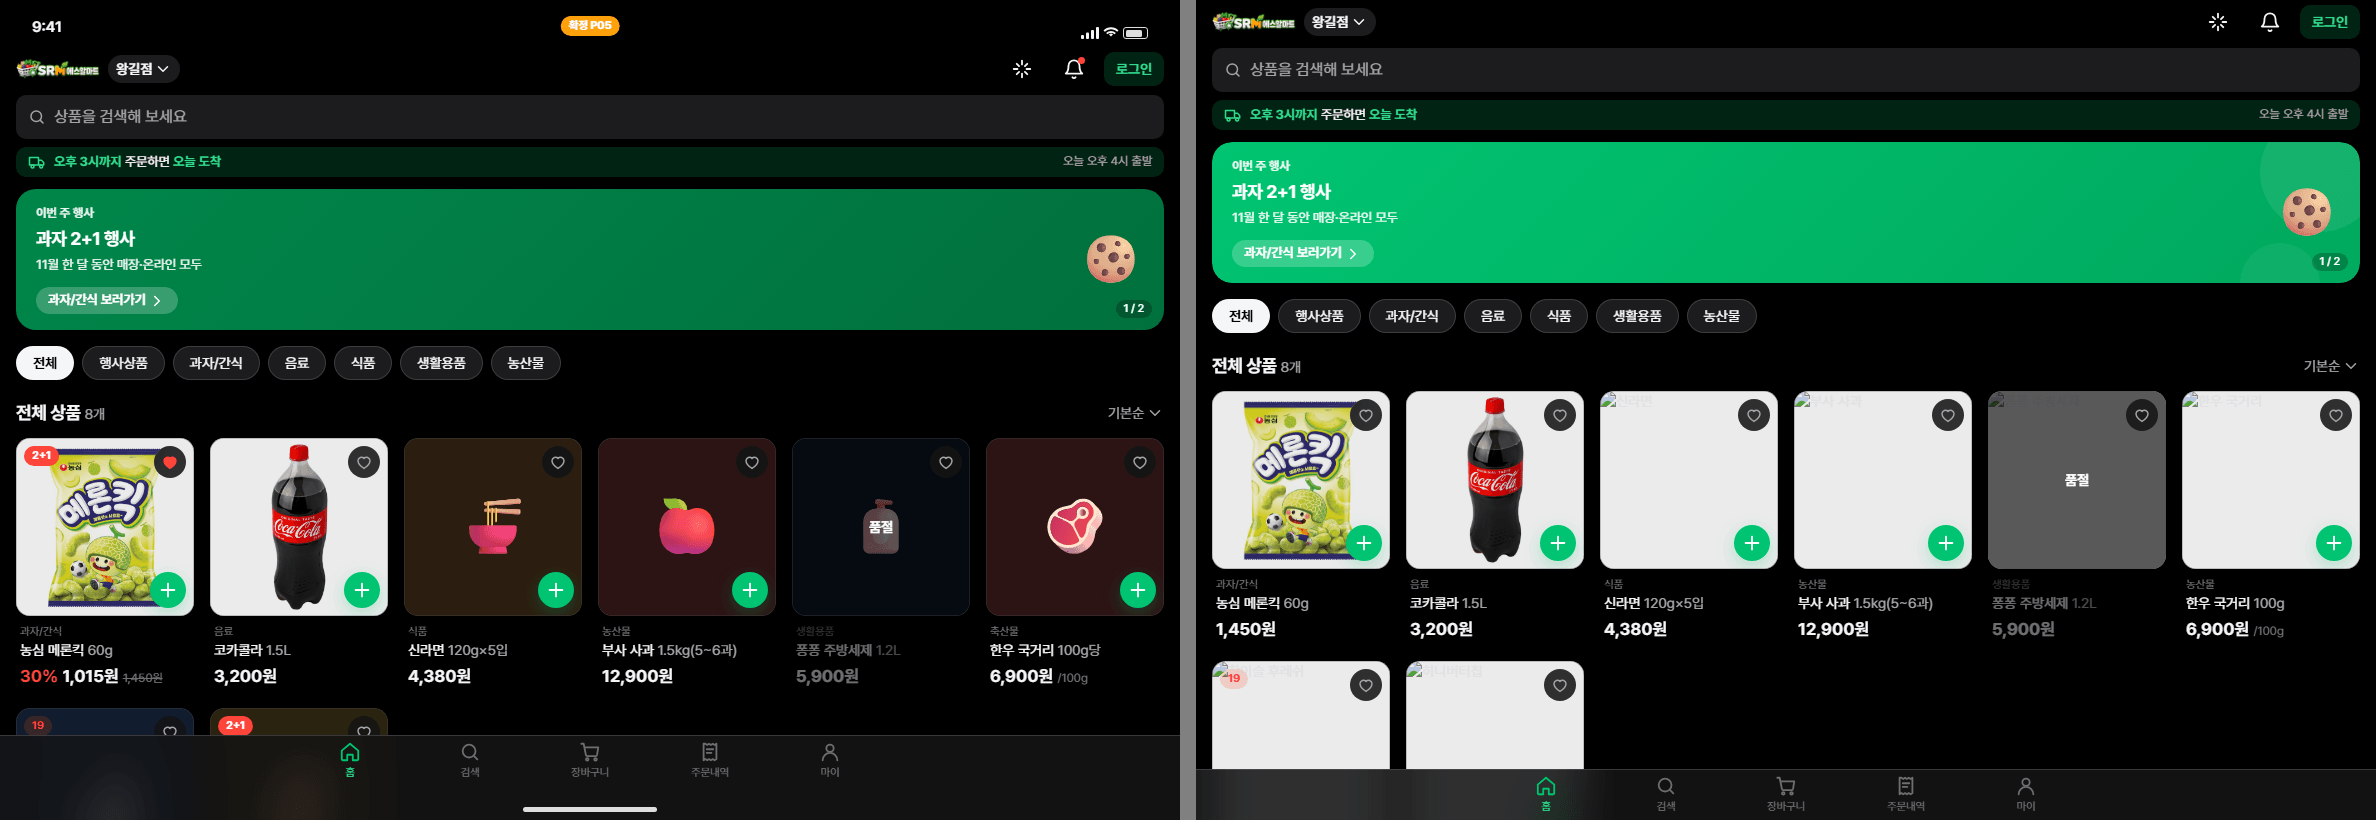 9:41
확정 P05
SRM 에스알마트
왕길점
로그인
상품을 검색해 보세요
오후 3시까지 주문하면 오늘 도착
오늘 오후 4시 출발
이번 주 행사
과자 2+1 행사
11월 한 달 동안 매장·온라인 모두
과자/간식 보러가기
1 / 2
전체
행사상품
과자/간식
음료
식품
생활용품
농산물
전체 상품 8개
기본순
2+1
농심
메론킥
Coca-Cola
품절
과자/간식
농심 메론킥 60g
30% 1,015원 1,450원
음료
코카콜라 1.5L
3,200원
식품
신라면 120g×5입
4,380원
농산물
부사 사과 1.5kg(5~6과)
12,900원
생활용품
퐁퐁 주방세제 1.2L
5,900원
축산물
한우 국거리 100g당
6,900원 /100g
19
2+1
홈
검색
장바구니
주문내역
마이
SRM 에스알마트
왕길점
로그인
상품을 검색해 보세요
오후 3시까지 주문하면 오늘 도착
오늘 오후 4시 출발
이번 주 행사
과자 2+1 행사
11월 한 달 동안 매장·온라인 모두
과자/간식 보러가기
1 / 2
전체
행사상품
과자/간식
음료
식품
생활용품
농산물
전체 상품 8개
기본순
농심
메론킥
Coca-Cola
신라면
부사 사과
한우 국거리
품절
과자/간식
농심 메론킥 60g
1,450원
음료
코카콜라 1.5L
3,200원
식품
신라면 120g×5입
4,380원
농산물
부사 사과 1.5kg(5~6과)
12,900원
생활용품
퐁퐁 주방세제 1.2L
5,900원
농산물
한우 국거리 100g
6,900원 /100g
19
홈
검색
장바구니
주문내역
마이